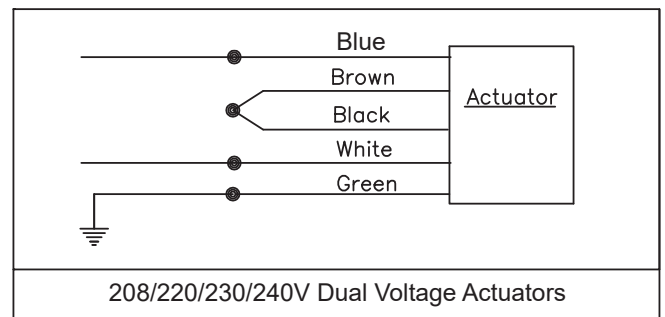 Blue
Brown
Actuator
Black
White
Green
208/220/230/240V Dual Voltage Actuators